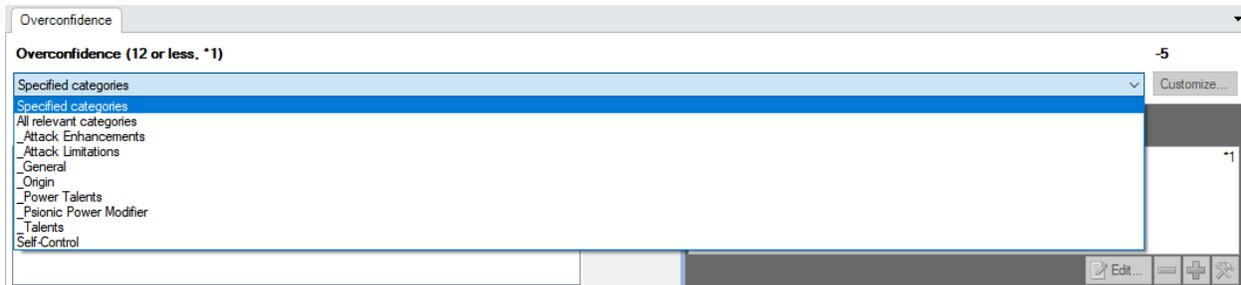 Overconfidence
Overconfidence (12 or less, *1)
-5
Specified categories
Customize...
Specified categories
All relevant categories
_Attack Enhancements
_Attack Limitations
_General
_Origin
_Power Talents
_Psionic Power Modifier
_Talents
Self-Control
*1
Edit...